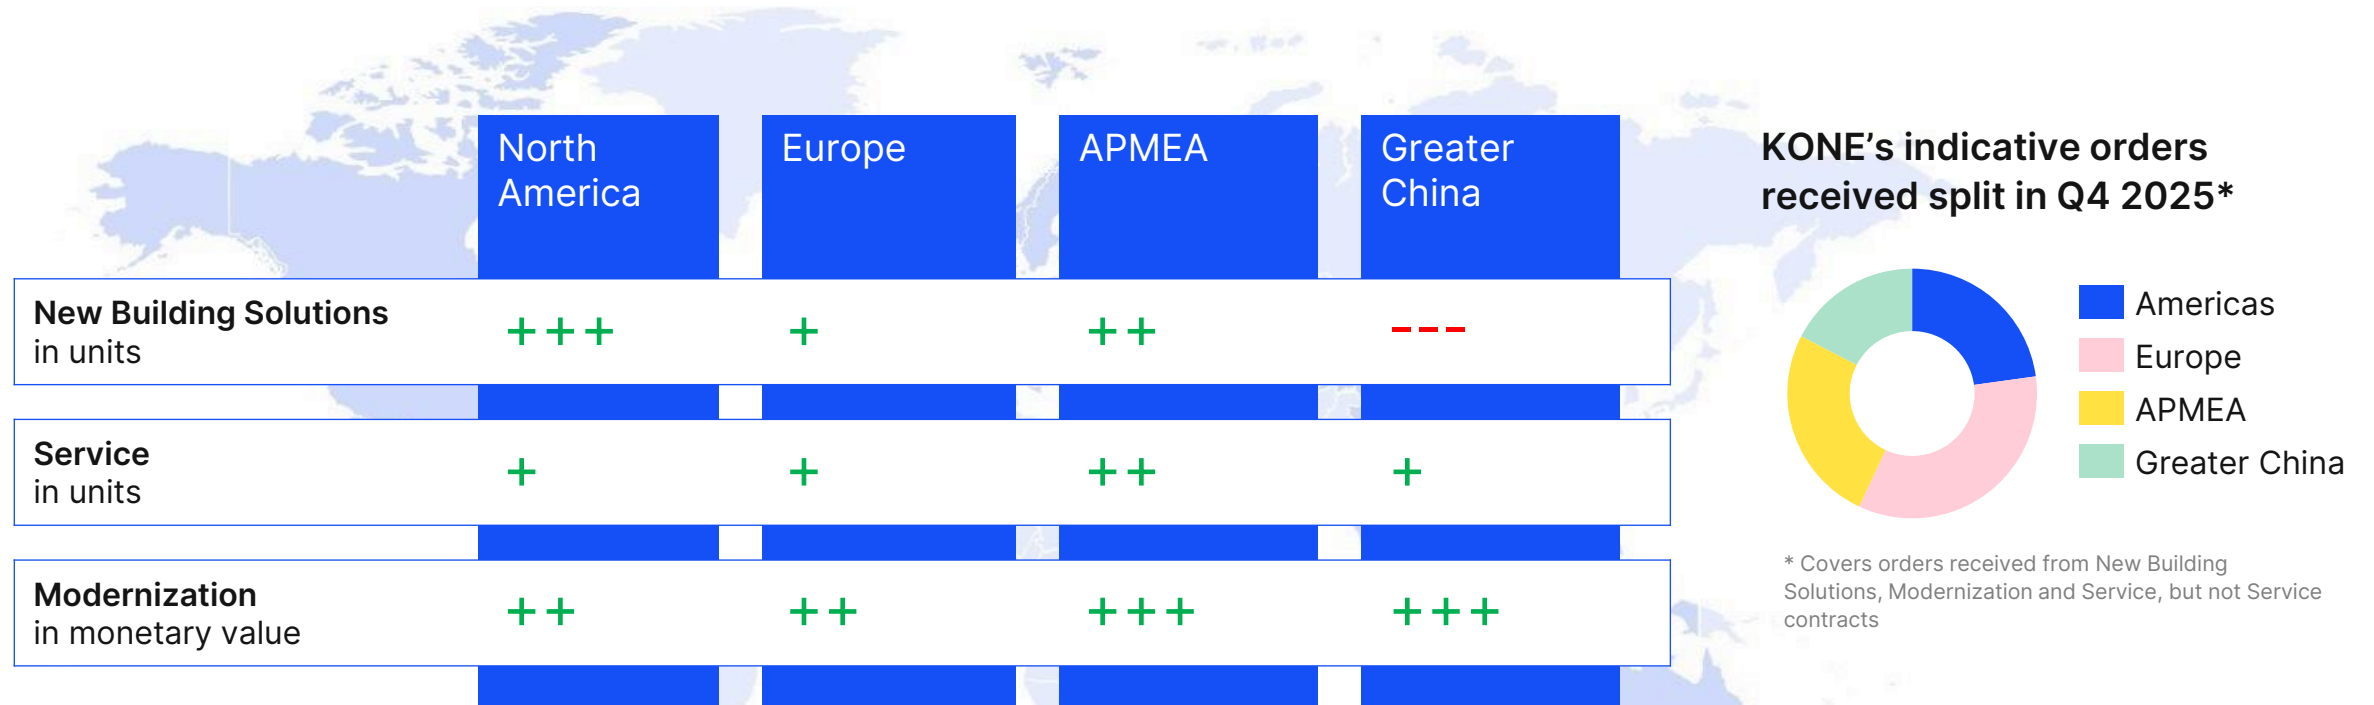 North
America
Europe
APMEA
Greater
China
New Building Solutions
in units
+++
+
++
---
Service
in units
+
+
++
+
Modernization
in monetary value
++
++
+++
+++
KONE’s indicative orders
received split in Q4 2025*
Americas
Europe
APMEA
Greater China
* Covers orders received from New Building
Solutions, Modernization and Service, but not Service
contracts